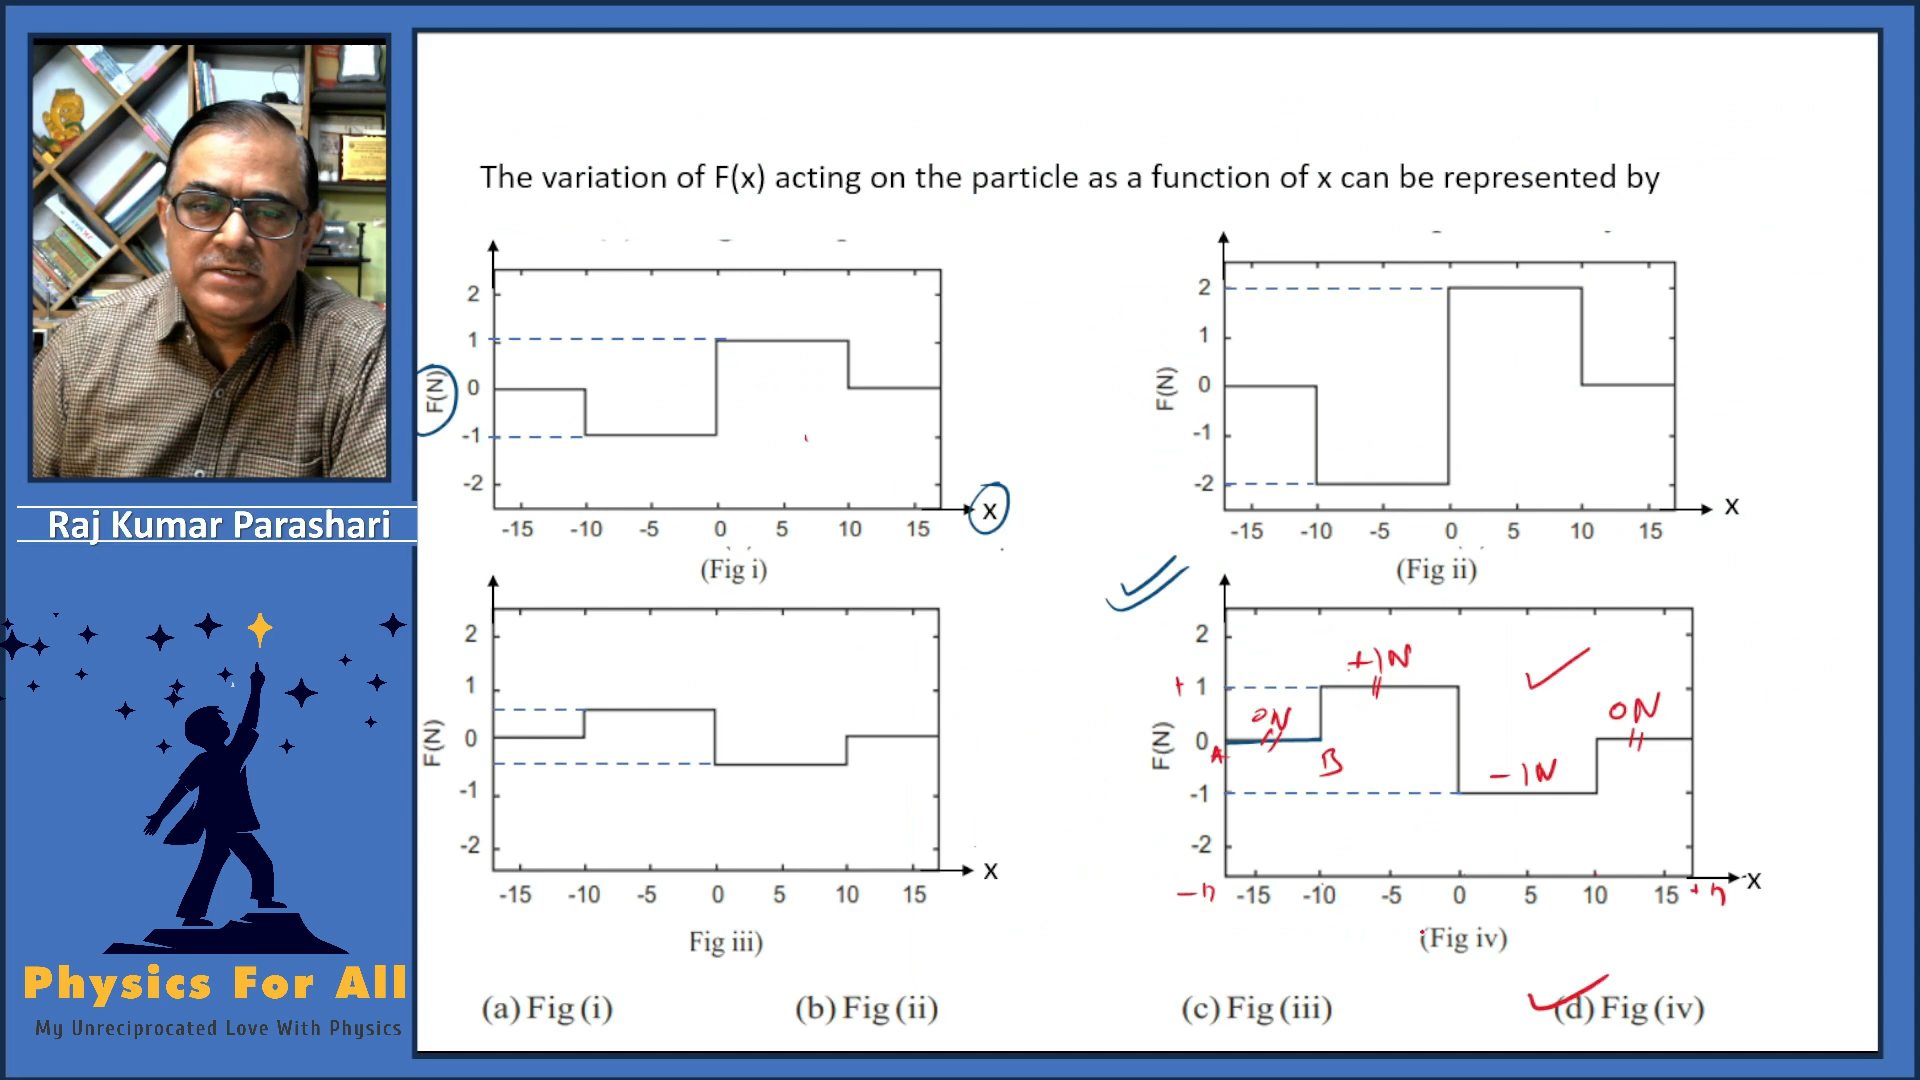 The variation of F(x) acting on the particle as a function of x can be represented by
2
1
0
-1
-2
F(N)
-15 -10 -5 0 5 10 15
X
(Fig i)
2
1
0
-1
-2
F(N)
-15 -10 -5 0 5 10 15
X
(Fig ii)
Raj Kumar Parashari
2
1
0
-1
-2
F(N)
-15 -10 -5 0 5 10 15
X
Fig iii)
2
+ 1
0
-1
-2
F(N)
0N
+1N
-1N
0N
A
B
-15 -10 -5 0 5 10 15
X
(Fig iv)
Physics For All
My Unreciprocated Love With Physics
(a) Fig (i) (b) Fig (ii) (c) Fig (iii) (d) Fig (iv)